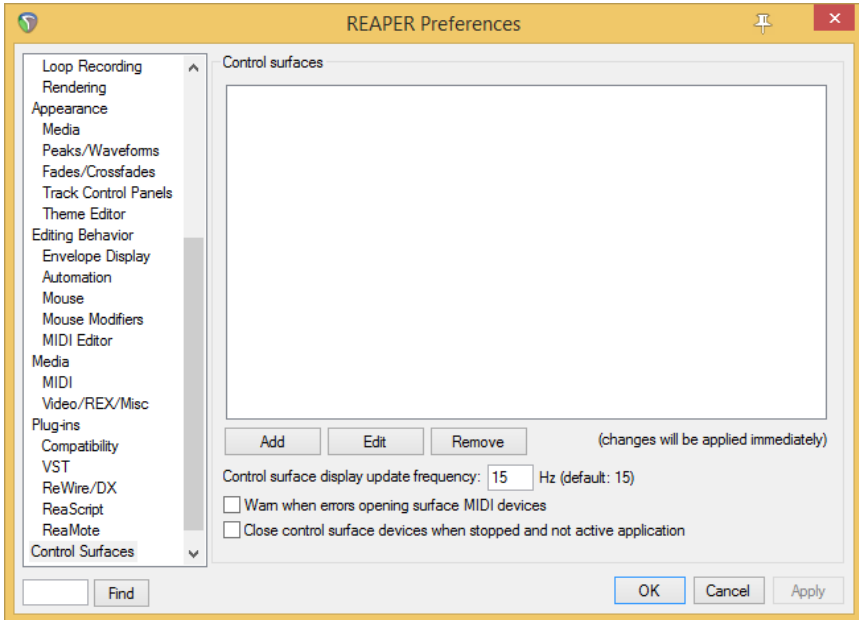 REAPER Preferences
Loop Recording
Rendering
Appearance
Media
Peaks/Waveforms
Fades/Crossfades
Track Control Panels
Theme Editor
Editing Behavior
Envelope Display
Automation
Mouse
Mouse Modifiers
MIDI Editor
Media
MIDI
Video/REX/Misc
Plug-ins
Compatibility
VST
ReWire/DX
ReaScript
ReaMote
Control Surfaces
Find
Control surfaces
Add Edit Remove (changes will be applied immediately)
Control surface display update frequency: 15 Hz (default: 15)
Warn when errors opening surface MIDI devices
Close control surface devices when stopped and not active application
OK Cancel Apply